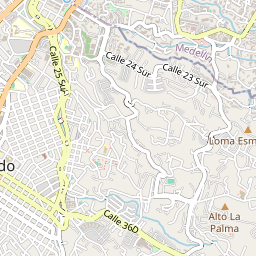 Calle 24 Sur
Medellín
Calle 25 Sur
Calle 23 Sur
Loma Esm
do
Alto La
Palma
Calle 36D